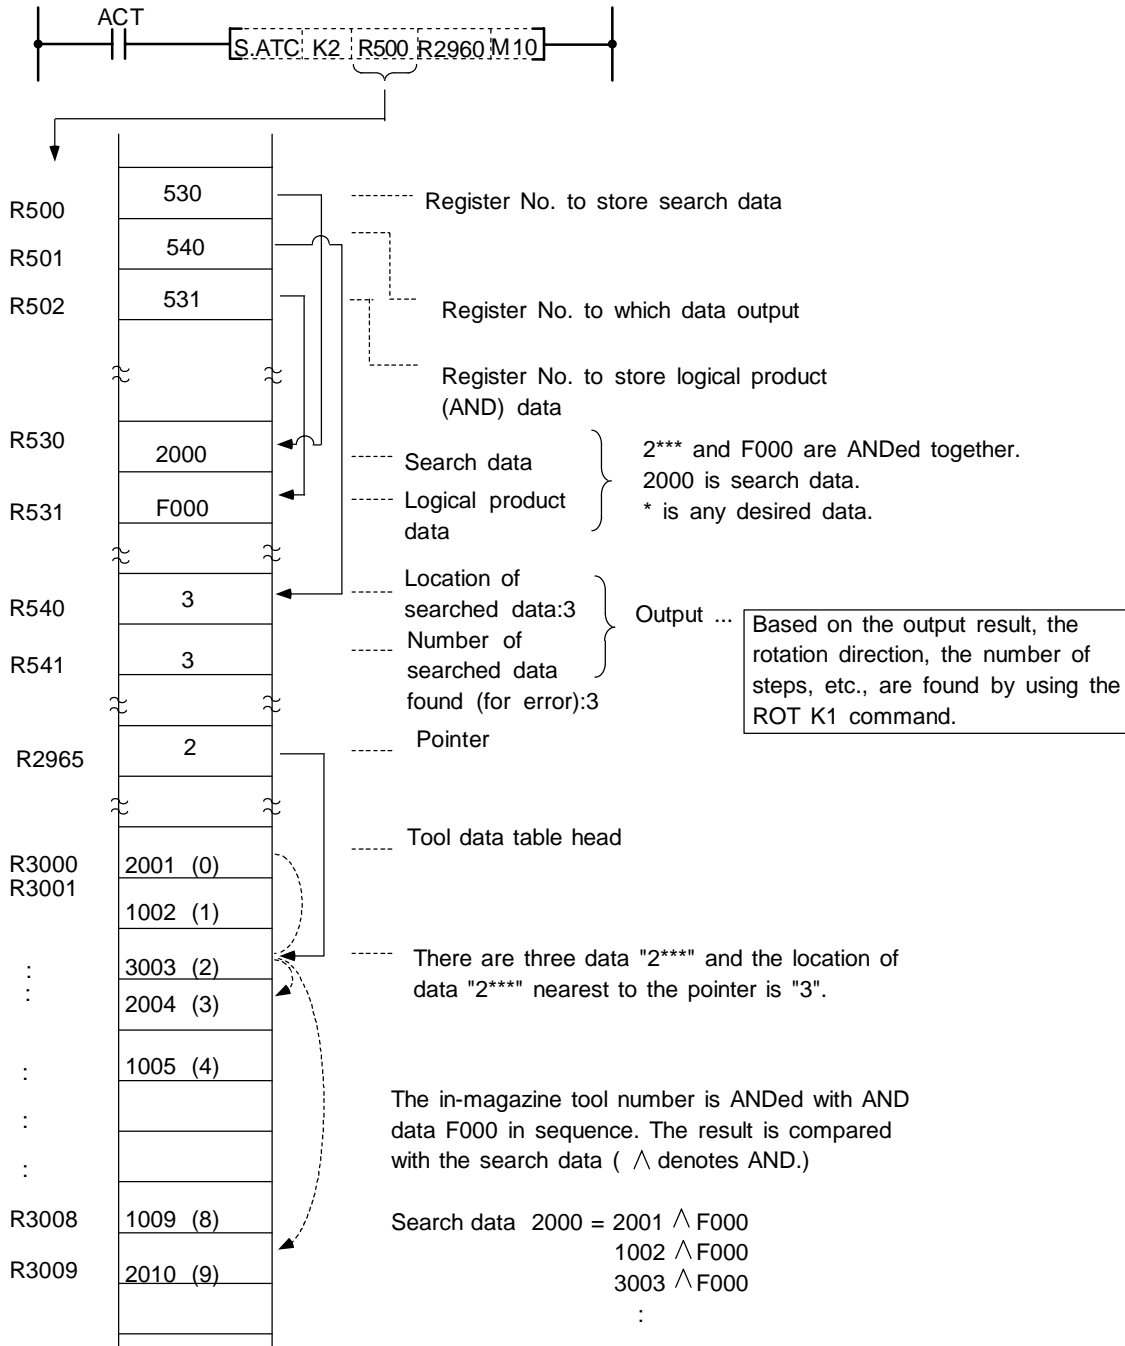 ACT
S.ATC K2 R500 R2960 M10
R500 530 Register No. to store search data
R501 540
R502 531 Register No. to which data output
Register No. to store logical product
(AND) data
R530 2000 Search data
R531 F000 Logical product
data
2*** and F000 are ANDed together.
2000 is search data.
* is any desired data.
R540 3 Location of
searched data:3
R541 3 Number of
searched data
found (for error):3
Output ...
Based on the output result, the
rotation direction, the number of
steps, etc., are found by using the
ROT K1 command.
R2965 2 Pointer
Tool data table head
R3000 2001 (0)
R3001
1002 (1)
3003 (2)
There are three data "2***" and the location of
data "2***" nearest to the pointer is "3".
:
:
2004 (3)
:
1005 (4)
:
:
The in-magazine tool number is ANDed with AND
data F000 in sequence. The result is compared
with the search data ( ∧ denotes AND.)
R3008 1009 (8)
R3009 2010 (9)
Search data 2000 = 2001 ∧ F000
1002 ∧ F000
3003 ∧ F000
: